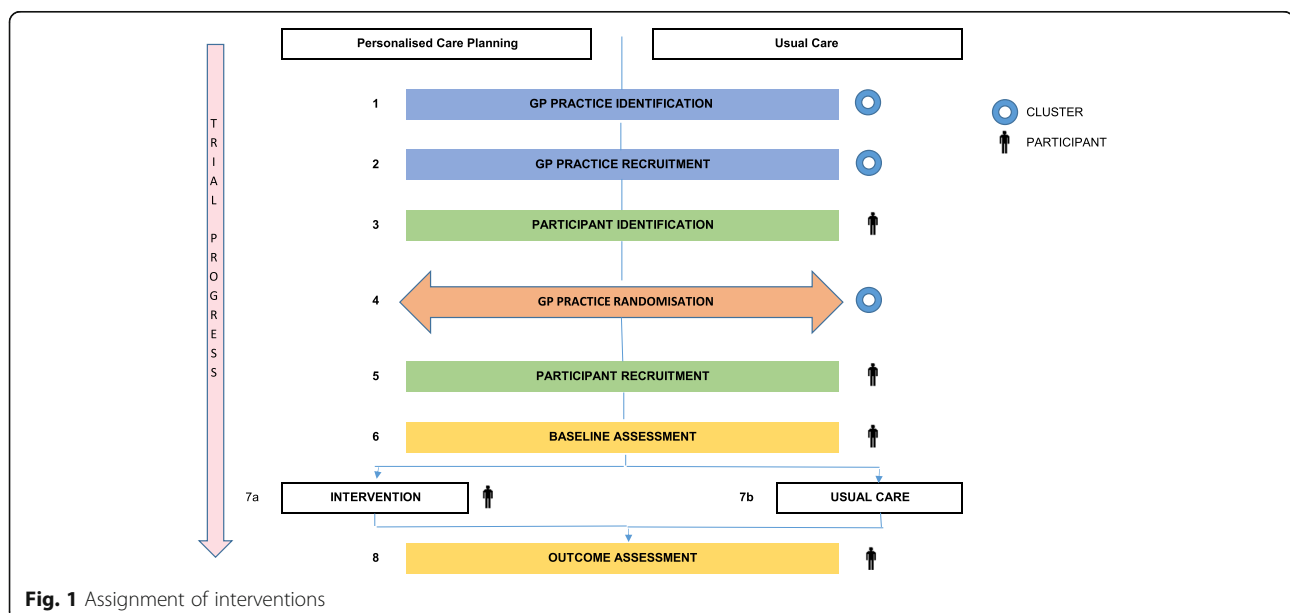 Personalised Care Planning
Usual Care
TRIAL PROGRESS
1
GP PRACTICE IDENTIFICATION
CLUSTER
PARTICIPANT
2
GP PRACTICE RECRUITMENT
3
PARTICIPANT IDENTIFICATION
4
GP PRACTICE RANDOMISATION
5
PARTICIPANT RECRUITMENT
6
BASELINE ASSESSMENT
7a
INTERVENTION
7b
USUAL CARE
8
OUTCOME ASSESSMENT
Fig. 1 Assignment of interventions